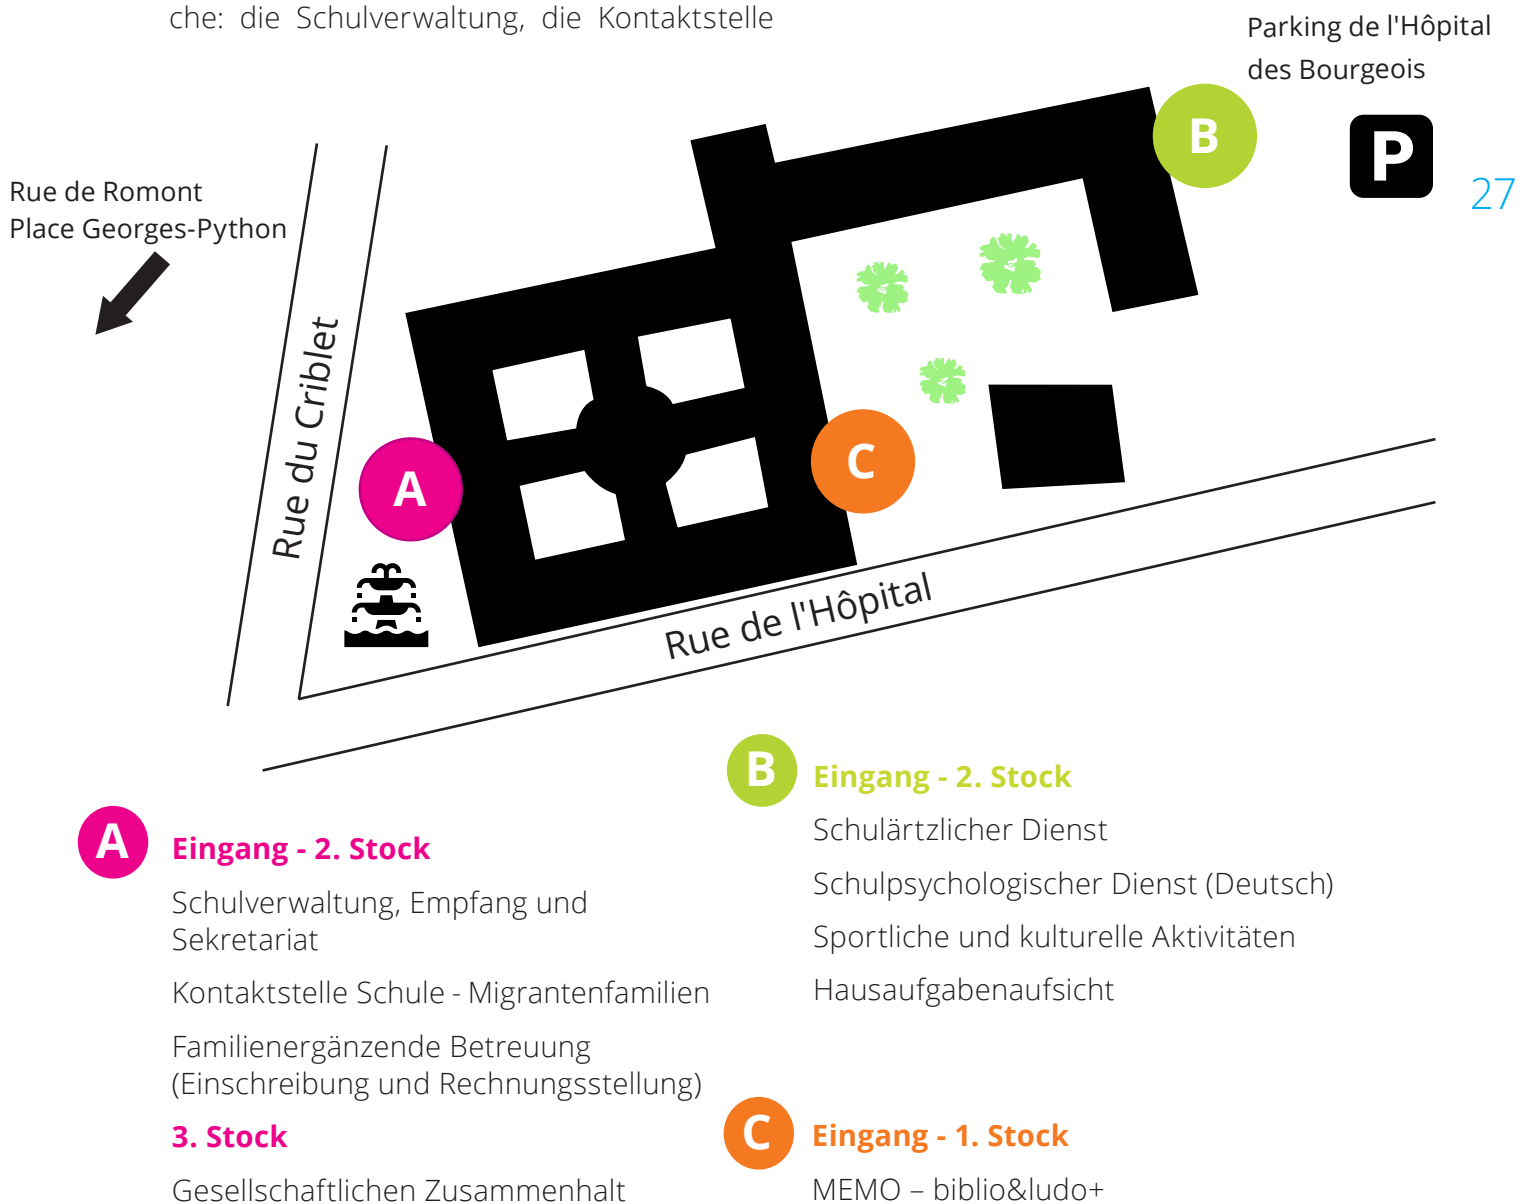 che: die Schulverwaltung, die Kontaktstelle
Parking de l'Hôpital
des Bourgeois
B
P
27
Rue de Romont
Place Georges-Python
Rue du Criblet
A
C
Rue de l'Hôpital
A
Eingang - 2. Stock
Schulverwaltung, Empfang und
Sekretariat
Kontaktstelle Schule - Migrantenfamilien
Familienergänzende Betreuung
(Einschreibung und Rechnungsstellung)
3. Stock
Gesellschaftlichen Zusammenhalt
B
Eingang - 2. Stock
Schulärtzlicher Dienst
Schulpsychologischer Dienst (Deutsch)
Sportliche und kulturelle Aktivitäten
Hausaufgabenaufsicht
C
Eingang - 1. Stock
MEMO – biblio&ludo+